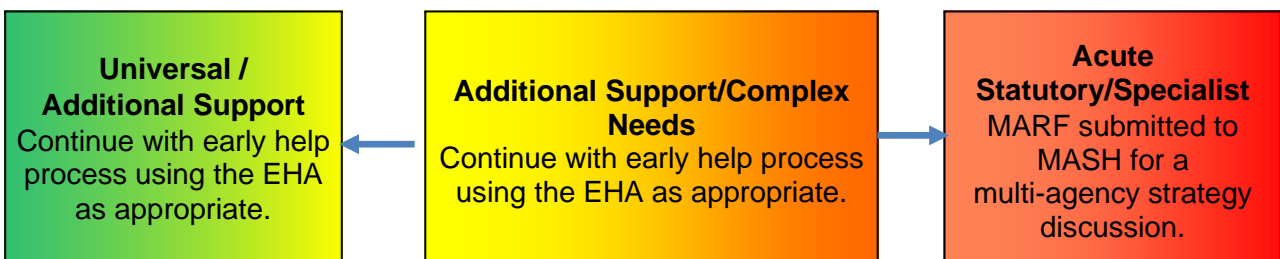 Universal /
Additional Support
Continue with early help
process using the EHA
as appropriate.
Additional Support/Complex
Needs
Continue with early help process
using the EHA as appropriate.
Acute
Statutory/Specialist
MARF submitted to
MASH for a
multi-agency strategy
discussion.